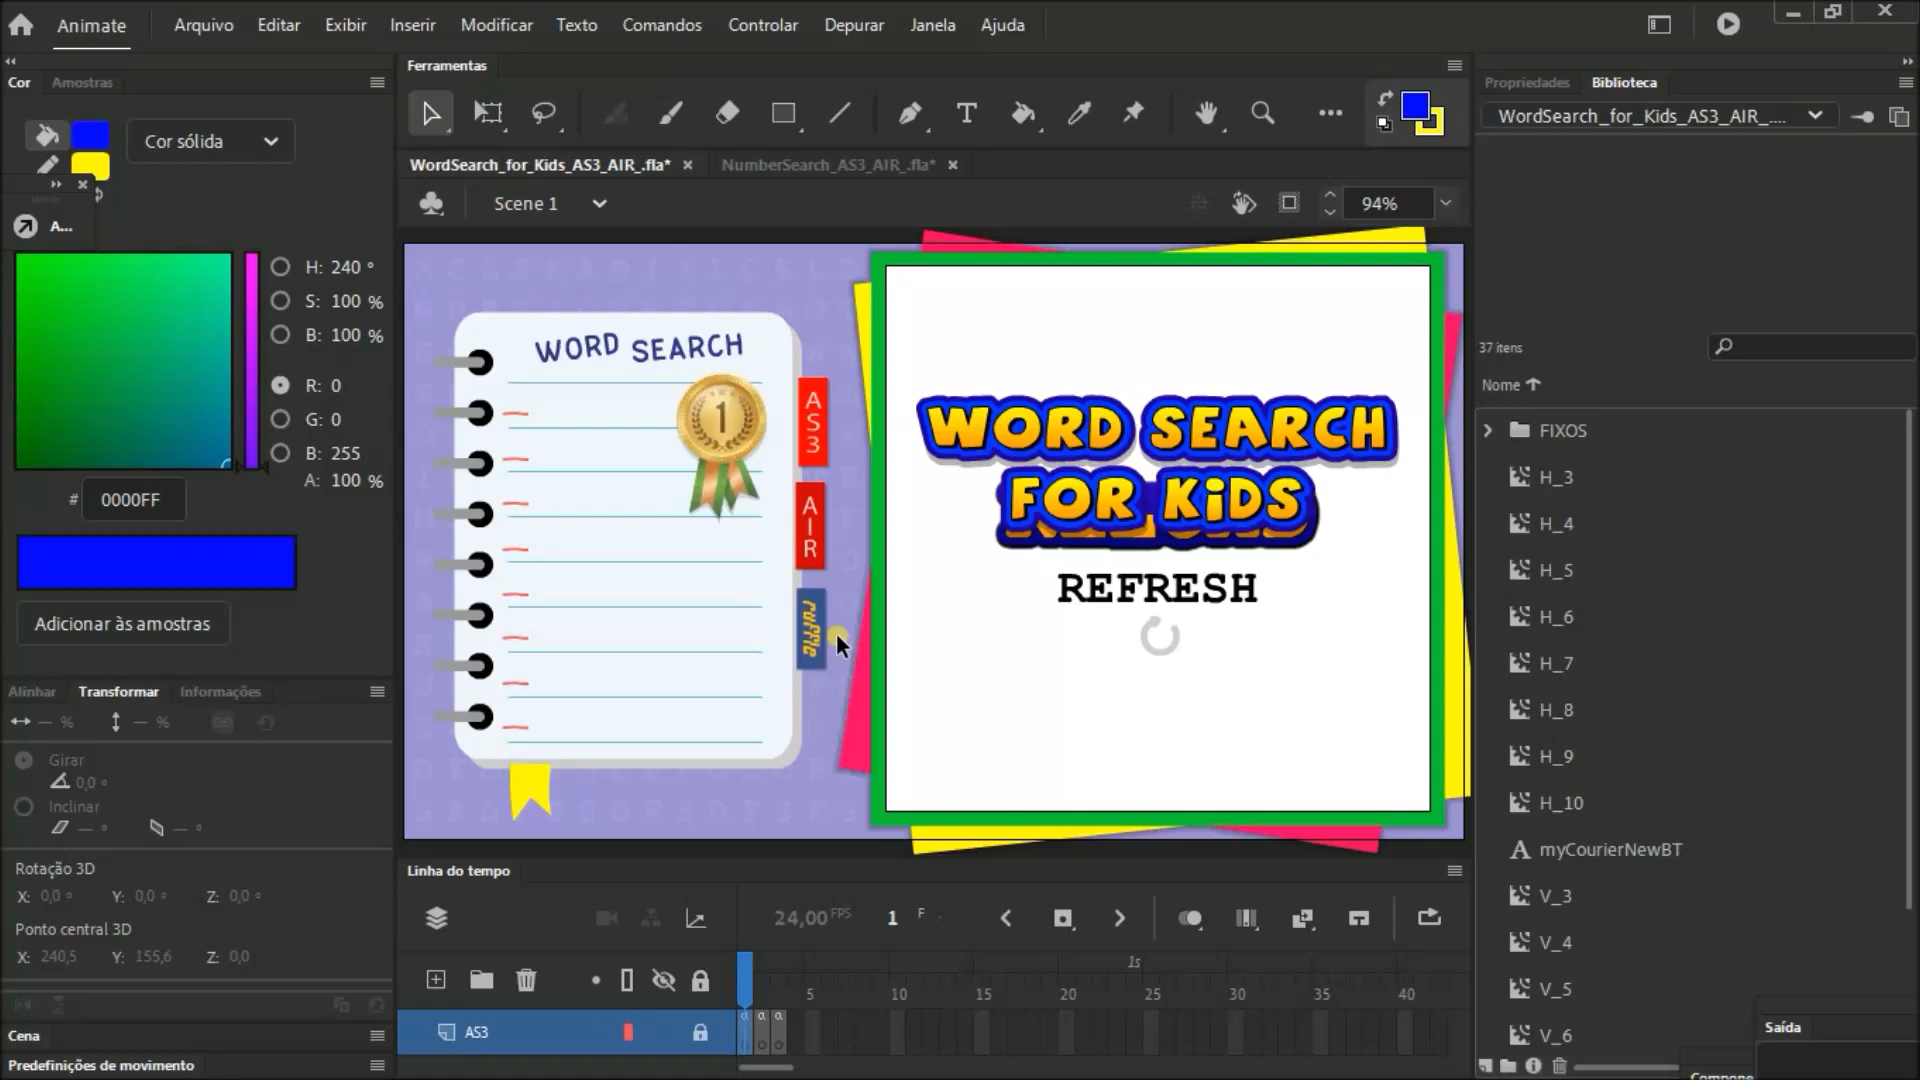 Animate
Arquivo
Editar
Exibir
Inserir
Modificar
Texto
Comandos
Controlar
Depurar
Janela
Ajuda
Cor
Amostras
Cor sólida
A...
H: 240 °
S: 100 %
B: 100 %
R: 0
G: 0
B: 255
A: 100 %
# 0000FF
Adicionar às amostras
Alinhar
Transformar
Informações
— %
— %
Girar
0,0 °
Inclinar
— °
— °
Rotação 3D
X: 0,0 °
Y: 0,0 °
Z: 0,0 °
Ponto central 3D
X: 240,5
Y: 155,6
Z: 0,0
Cena
Predefinições de movimento
Ferramentas
T
WordSearch_for_Kids_AS3_AIR_.fla*
NumberSearch_AS3_AIR_.fla*
Scene 1
94%
WORD SEARCH
1
AS3
AIR
ruffle
WORD SEARCH
FOR KiDS
REFRESH
Linha do tempo
24,00 FPS
1 F
1s
5
10
15
20
25
30
35
40
AS3
Propriedades
Biblioteca
WordSearch_for_Kids_AS3_AIR_....
37 itens
Nome
FIXOS
H_3
H_4
H_5
H_6
H_7
H_8
H_9
H_10
A myCourierNewBT
V_3
V_4
V_5
V_6
Saída